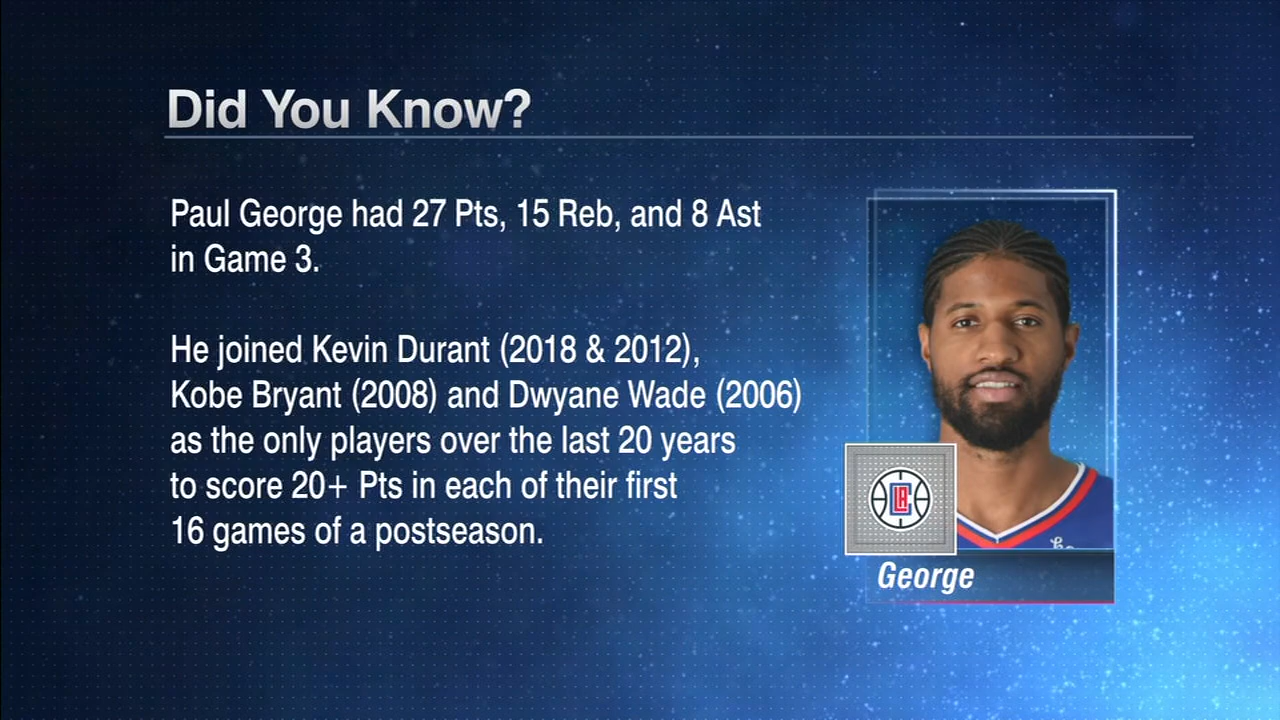 Did You Know?
Paul George had 27 Pts, 15 Reb, and 8 Ast
in Game 3.
He joined Kevin Durant (2018 & 2012),
Kobe Bryant (2008) and Dwyane Wade (2006)
as the only players over the last 20 years
to score 20+ Pts in each of their first
16 games of a postseason.
LA
George